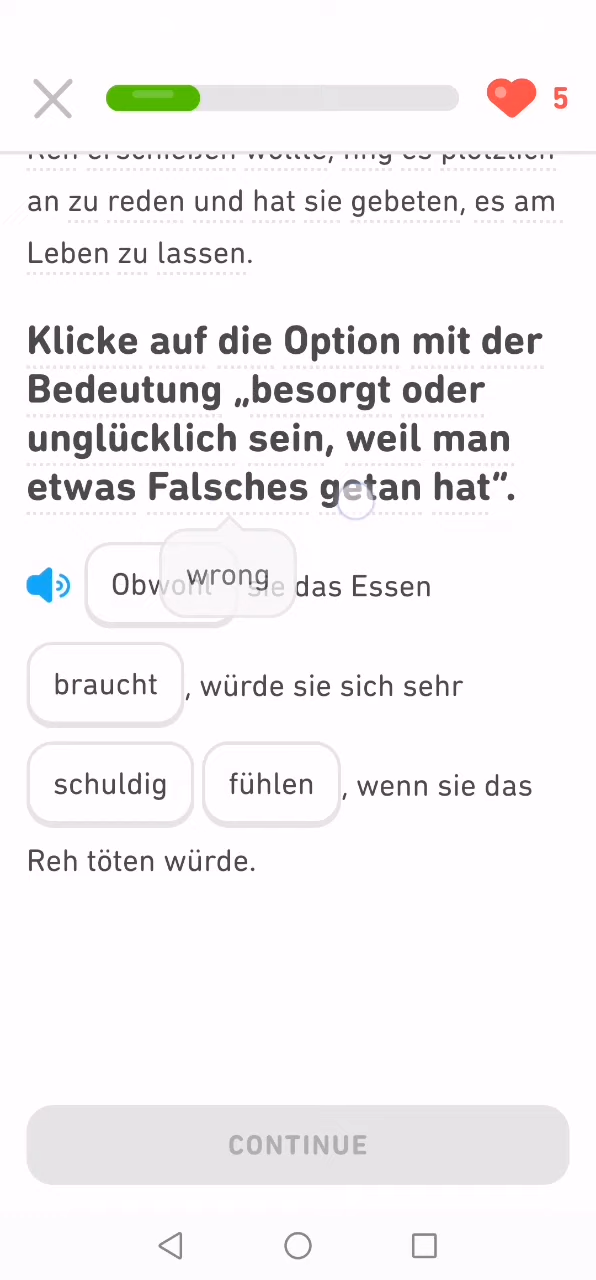 5
an zu reden und hat sie gebeten, es am
Leben zu lassen.
Klicke auf die Option mit der
Bedeutung „besorgt oder
unglücklich sein, weil man
etwas Falsches getan hat“.
wrong
Obwohl sie das Essen
braucht, würde sie sich sehr
schuldig fühlen, wenn sie das
Reh töten würde.
CONTINUE